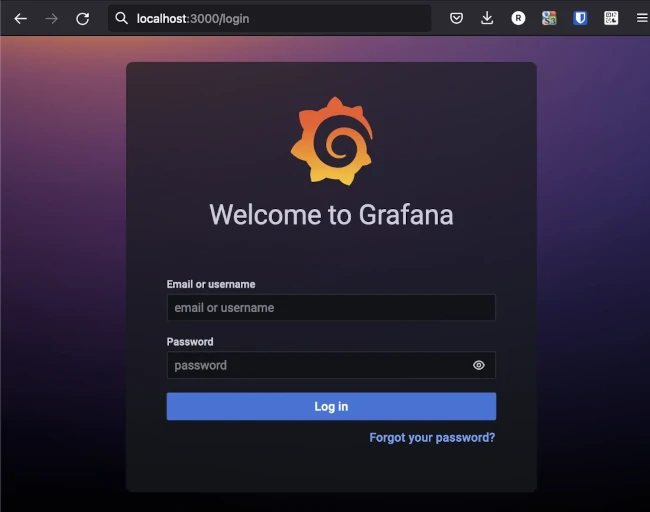 localhost:3000/login
Welcome to Grafana
Email or username
email or username
Password
password
Log in
Forgot your password?